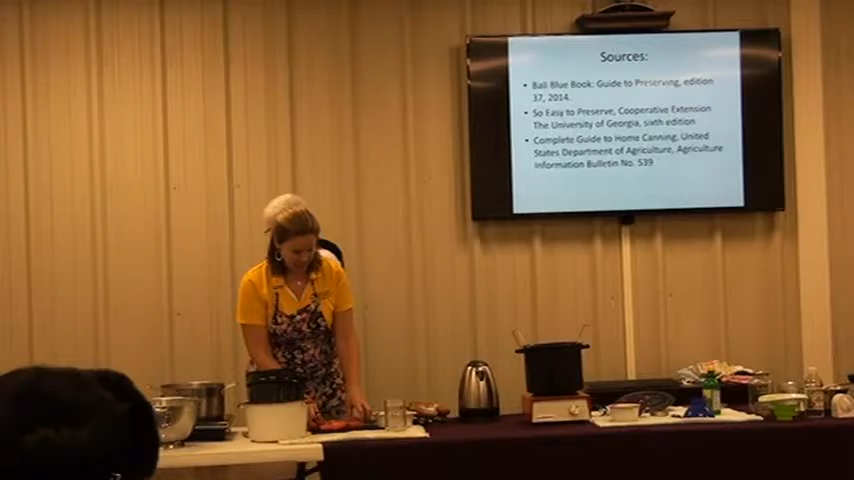 Sources:
• Ball Blue Book: Guide to Preserving, edition
37, 2014.
• So Easy to Preserve, Cooperative Extension
The University of Georgia, sixth edition
• Complete Guide to Home Canning, United
States Department of Agriculture, Agriculture
Information Bulletin No. 539